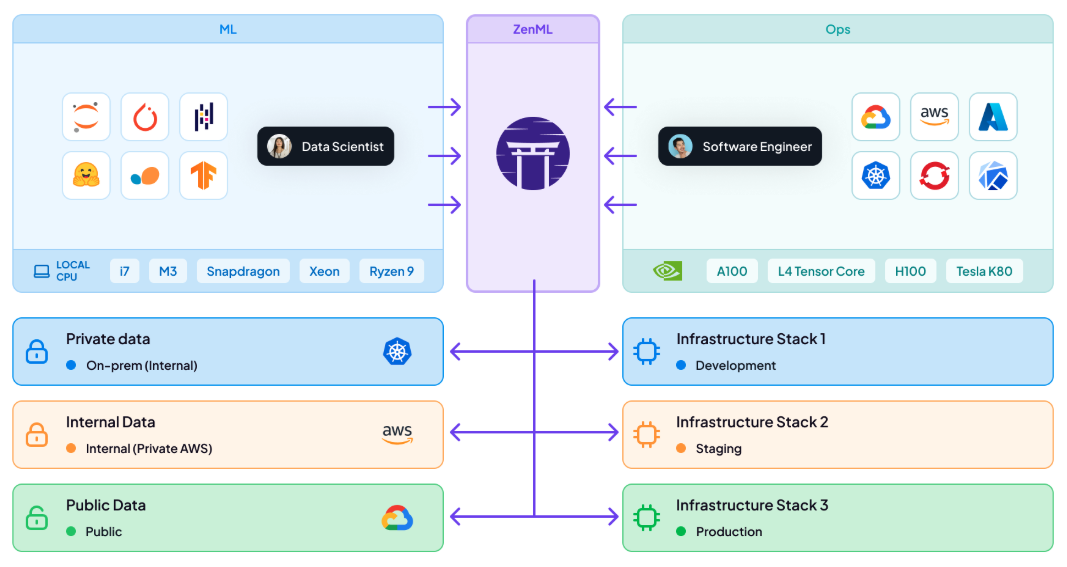 ML
ZenML
Ops
Data Scientist
Software Engineer
aws
LOCAL
CPU
i7
M3
Snapdragon
Xeon
Ryzen 9
A100
L4 Tensor Core
H100
Tesla K80
Private data
On-prem (Internal)
Infrastructure Stack 1
Development
Internal Data
Internal (Private AWS)
aws
Infrastructure Stack 2
Staging
Public Data
Public
Infrastructure Stack 3
Production